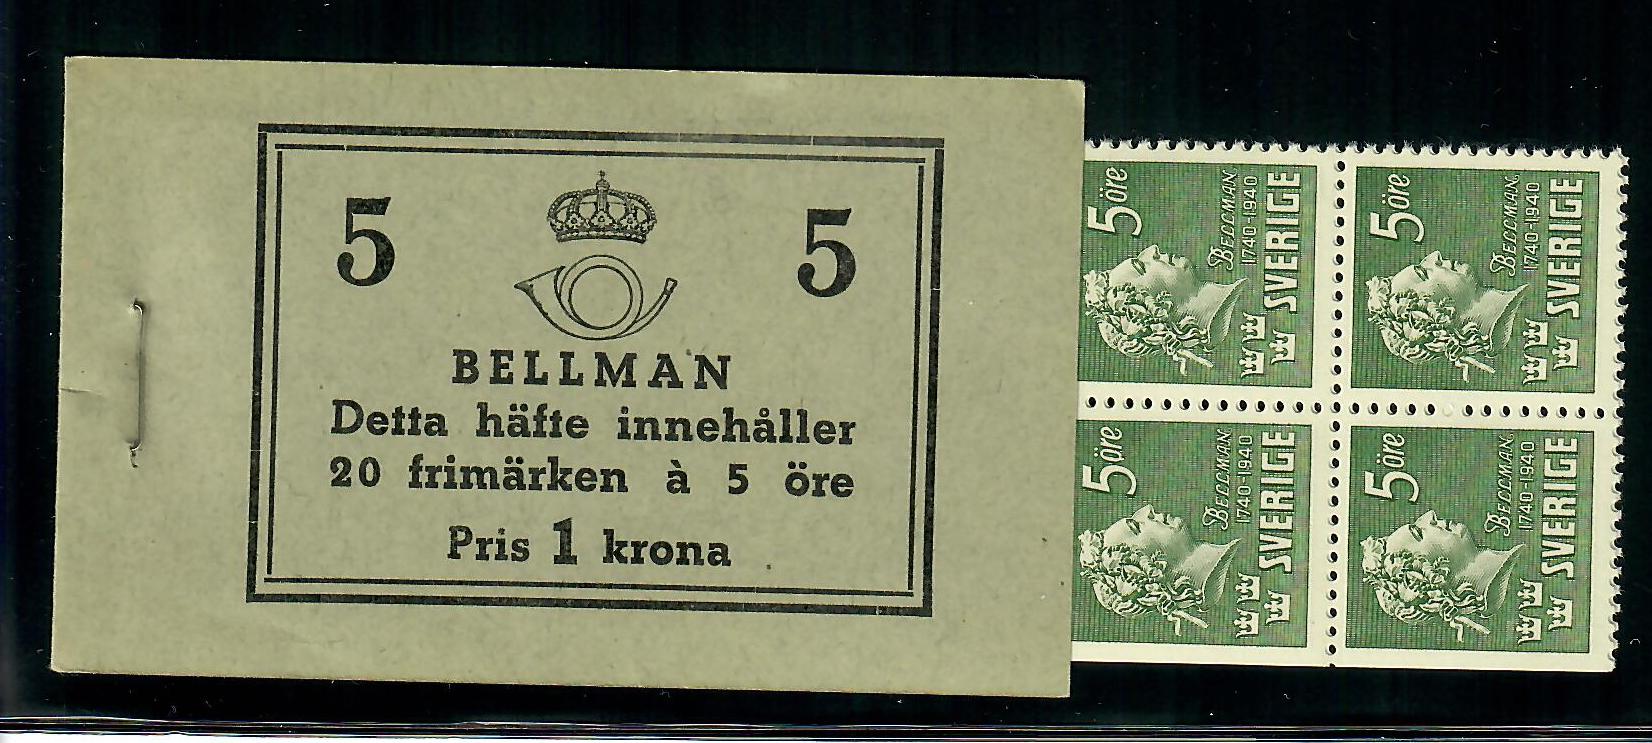 5 5
BELLMAN
Detta häfte innehåller
20 frimärken à 5 öre
Pris 1 krona
5 öre
BELLMAN
1740-1940
SVERIGE
5 öre
BELLMAN
1740-1940
SVERIGE
5 öre
BELLMAN
1740-1940
SVERIGE
5 öre
BELLMAN
1740-1940
SVERIGE